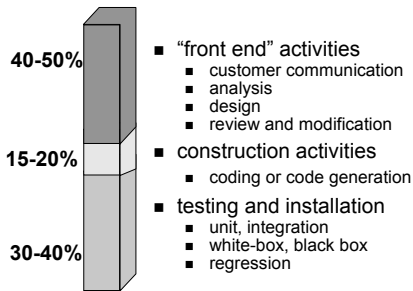 40-50%
■ “front end” activities
■ customer communication
■ analysis
■ design
■ review and modification
15-20%
■ construction activities
■ coding or code generation
■ testing and installation
■ unit, integration
■ white-box, black box
■ regression
30-40%